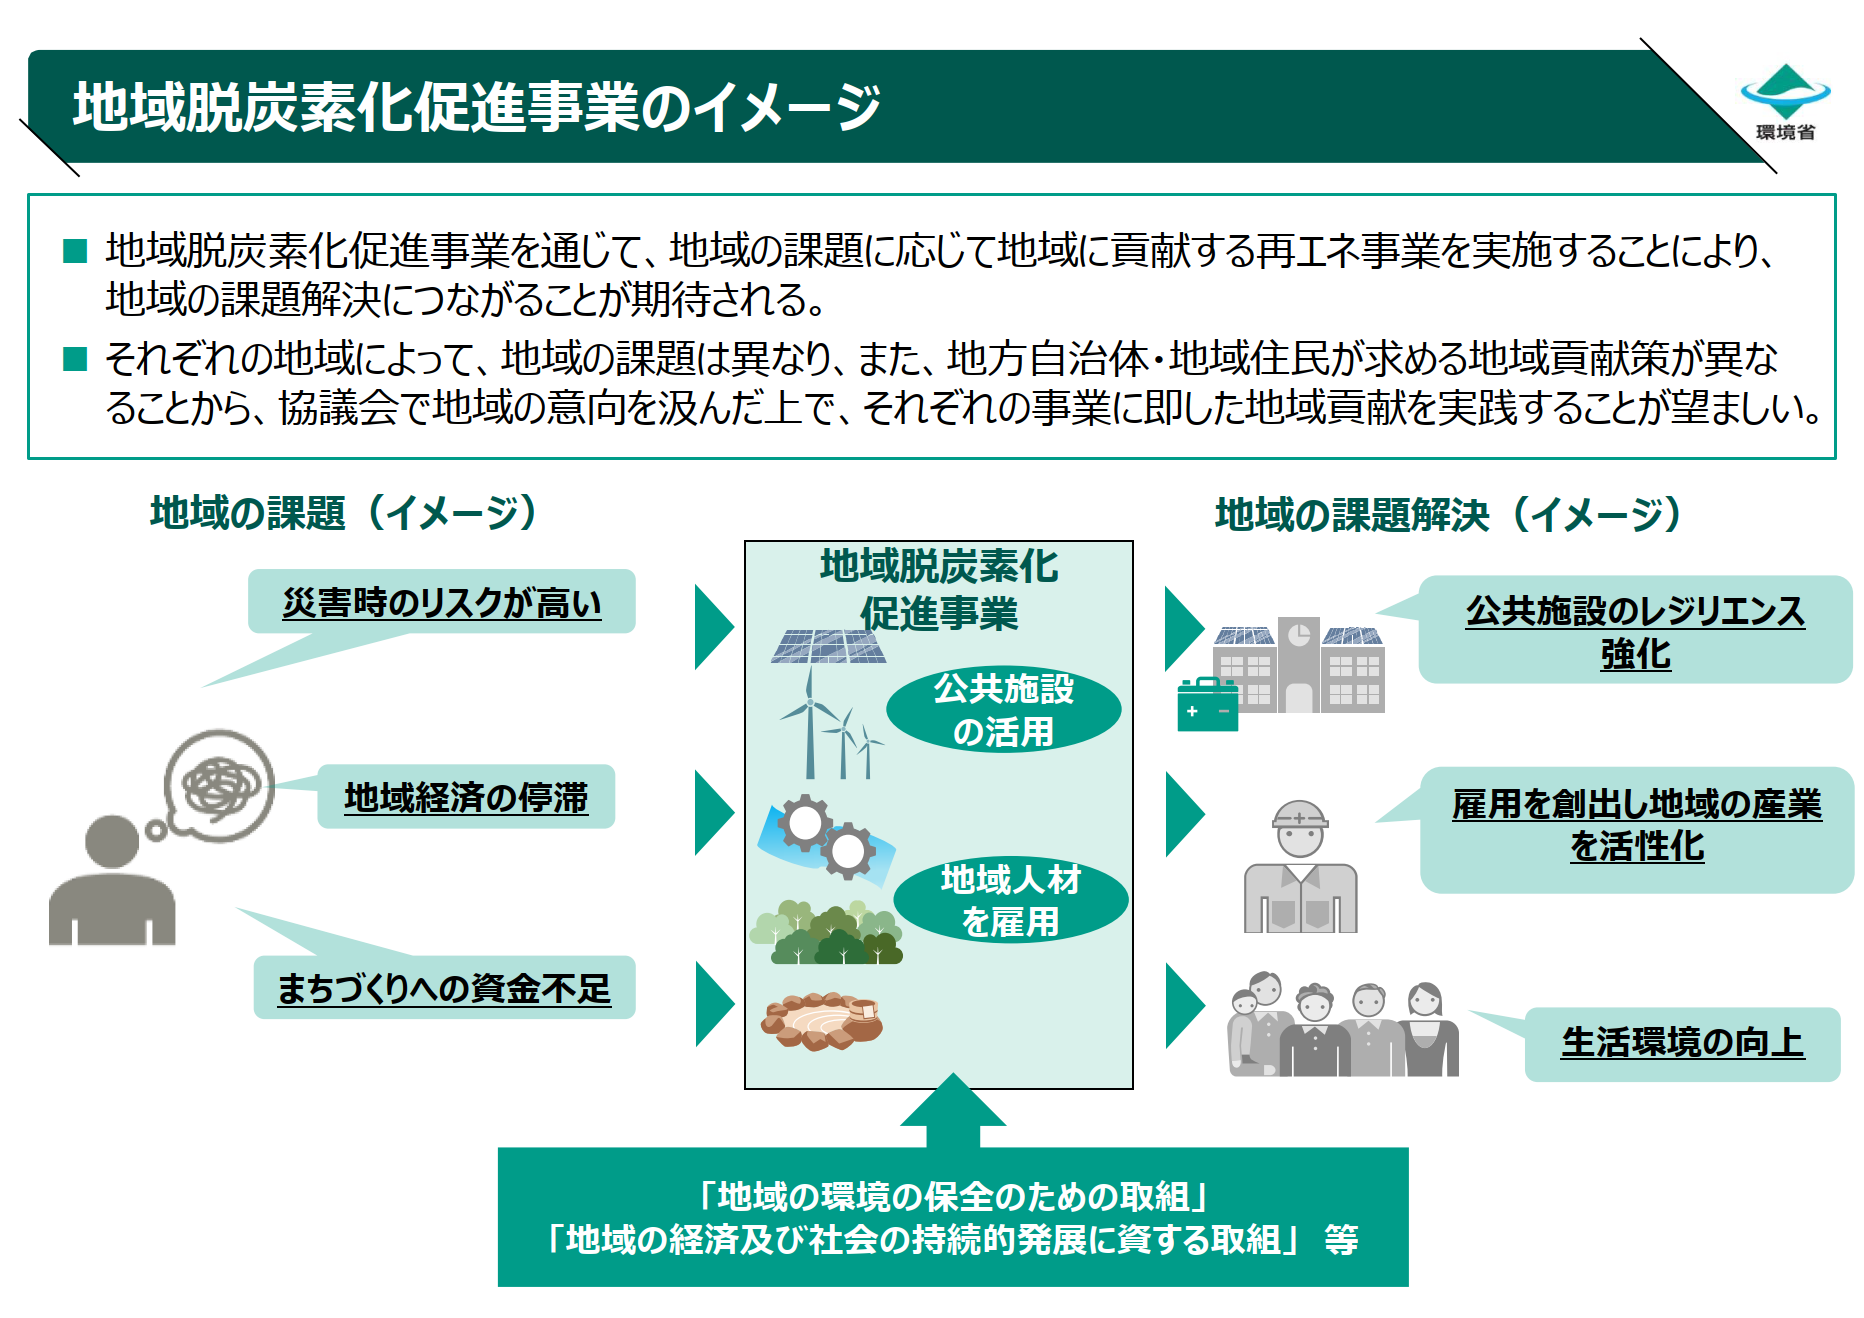 地域脱炭素化促進事業のイメージ
環境省
■ 地域脱炭素化促進事業を通じて、地域の課題に応じて地域に貢献する再エネ事業を実施することにより、
地域の課題解決につながることが期待される。
■ それぞれの地域によって、地域の課題は異なり、また、地方自治体・地域住民が求める地域貢献策が異な
ることから、協議会で地域の意向を汲んだ上で、それぞれの事業に即した地域貢献を実践することが望ましい。
地域の課題（イメージ）
災害時のリスクが高い
地域経済の停滞
まちづくりへの資金不足
地域脱炭素化
促進事業
公共施設
の活用
地域人材
を雇用
地域の課題解決（イメージ）
公共施設のレジリエンス
強化
雇用を創出し地域の産業
を活性化
生活環境の向上
「地域の環境の保全のための取組」
「地域の経済及び社会の持続的発展に資する取組」 等